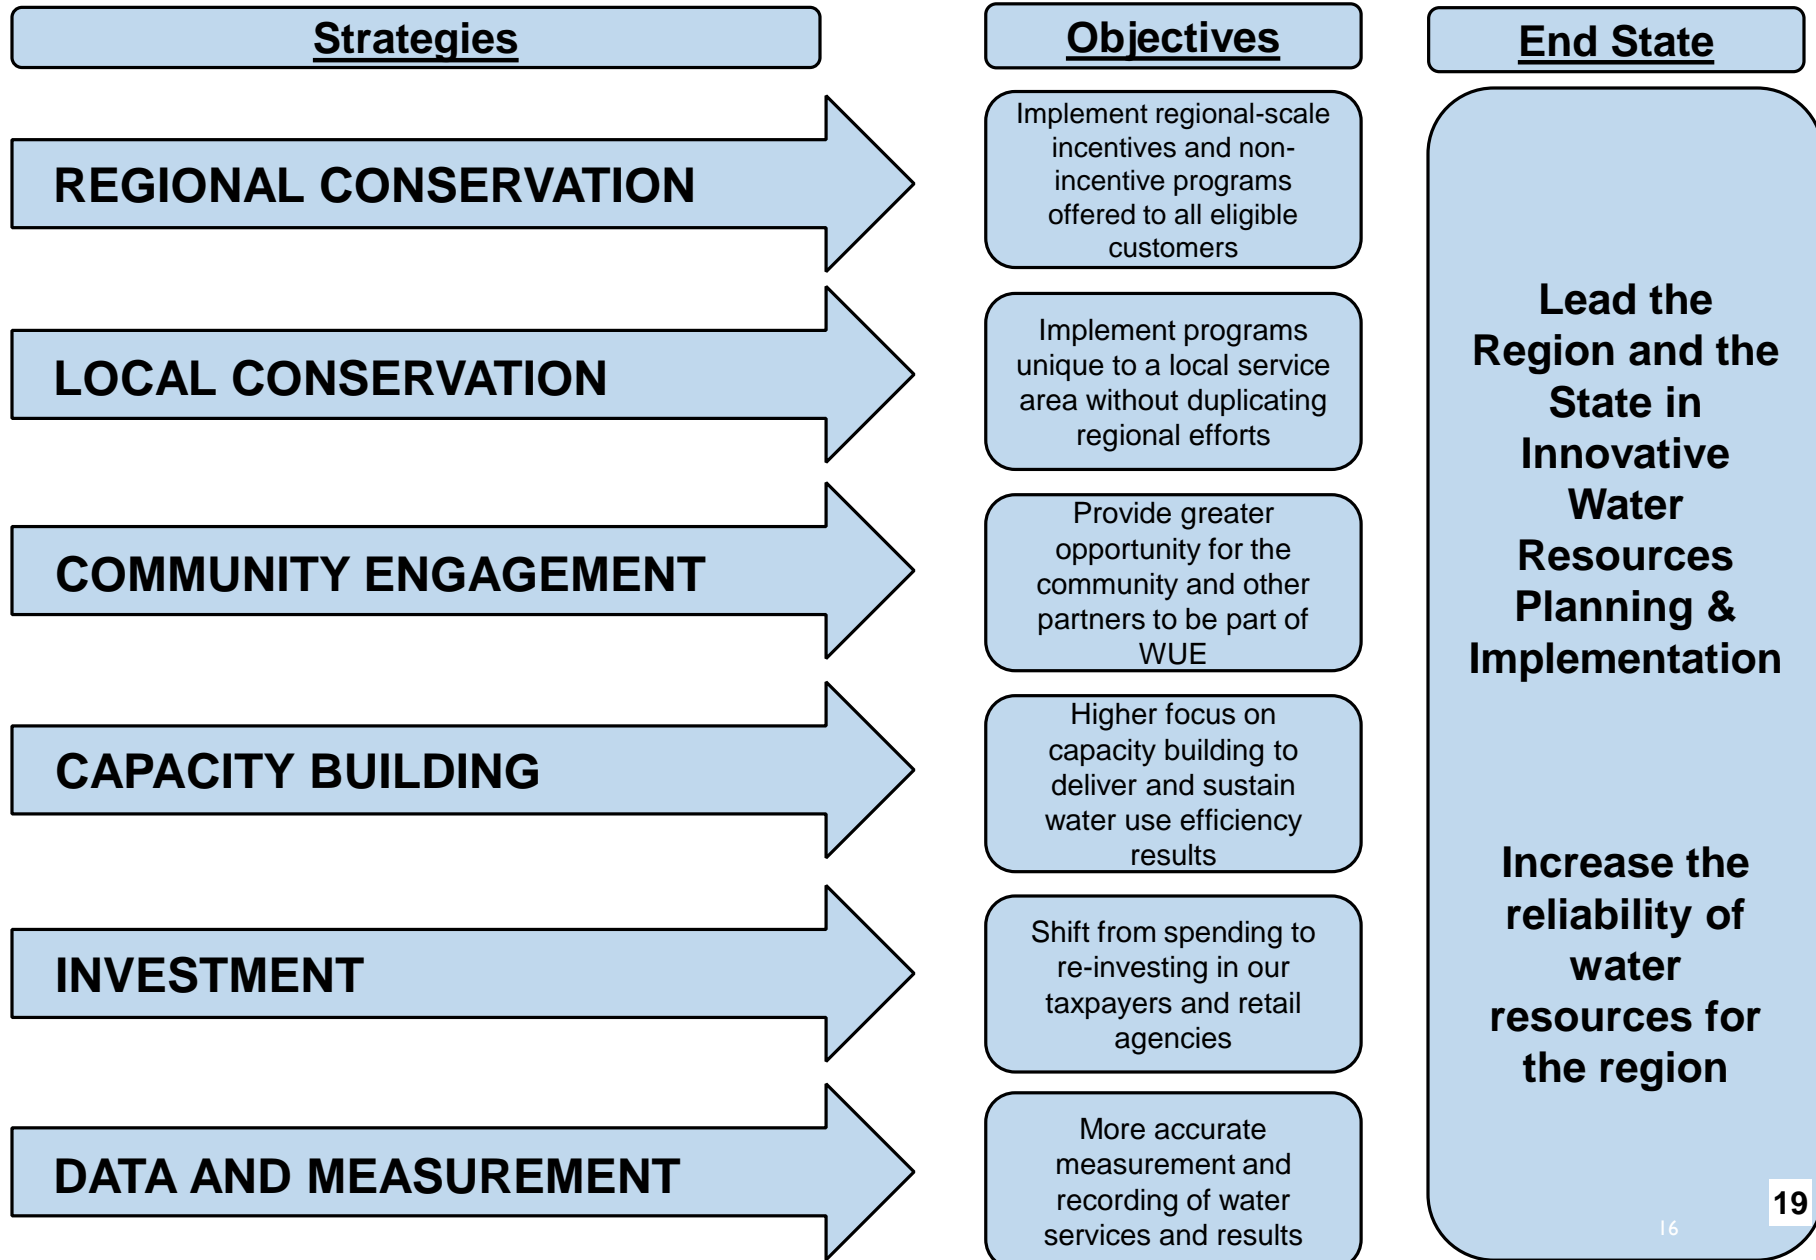 Strategies
Objectives
End State
REGIONAL CONSERVATION
Implement regional-scale
incentives and non-
incentive programs
offered to all eligible
customers
LOCAL CONSERVATION
Implement programs
unique to a local service
area without duplicating
regional efforts
COMMUNITY ENGAGEMENT
Provide greater
opportunity for the
community and other
partners to be part of
WUE
CAPACITY BUILDING
Higher focus on
capacity building to
deliver and sustain
water use efficiency
results
INVESTMENT
Shift from spending to
re-investing in our
taxpayers and retail
agencies
DATA AND MEASUREMENT
More accurate
measurement and
recording of water
services and results
Lead the
Region and the
State in
Innovative
Water
Resources
Planning &
Implementation
Increase the
reliability of
water
resources for
the region
16
19